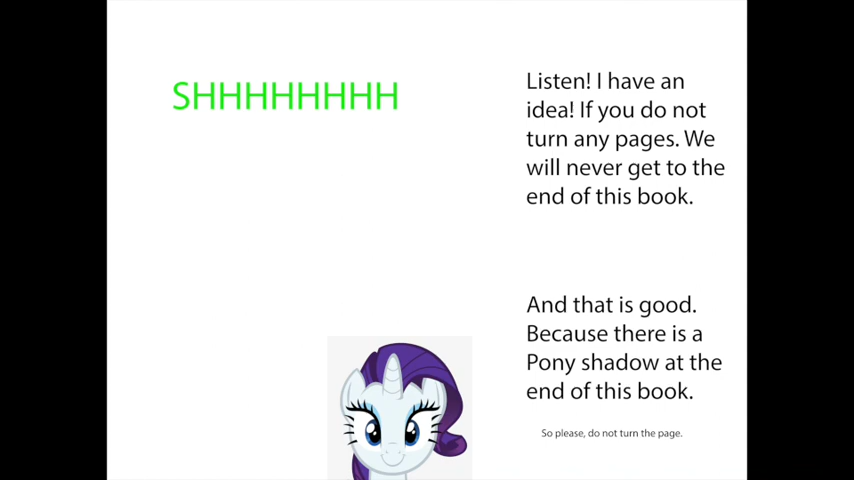 SHHHHHHHH
Listen! I have an
idea! If you do not
turn any pages. We
will never get to the
end of this book.
And that is good.
Because there is a
Pony shadow at the
end of this book.
So please, do not turn the page.